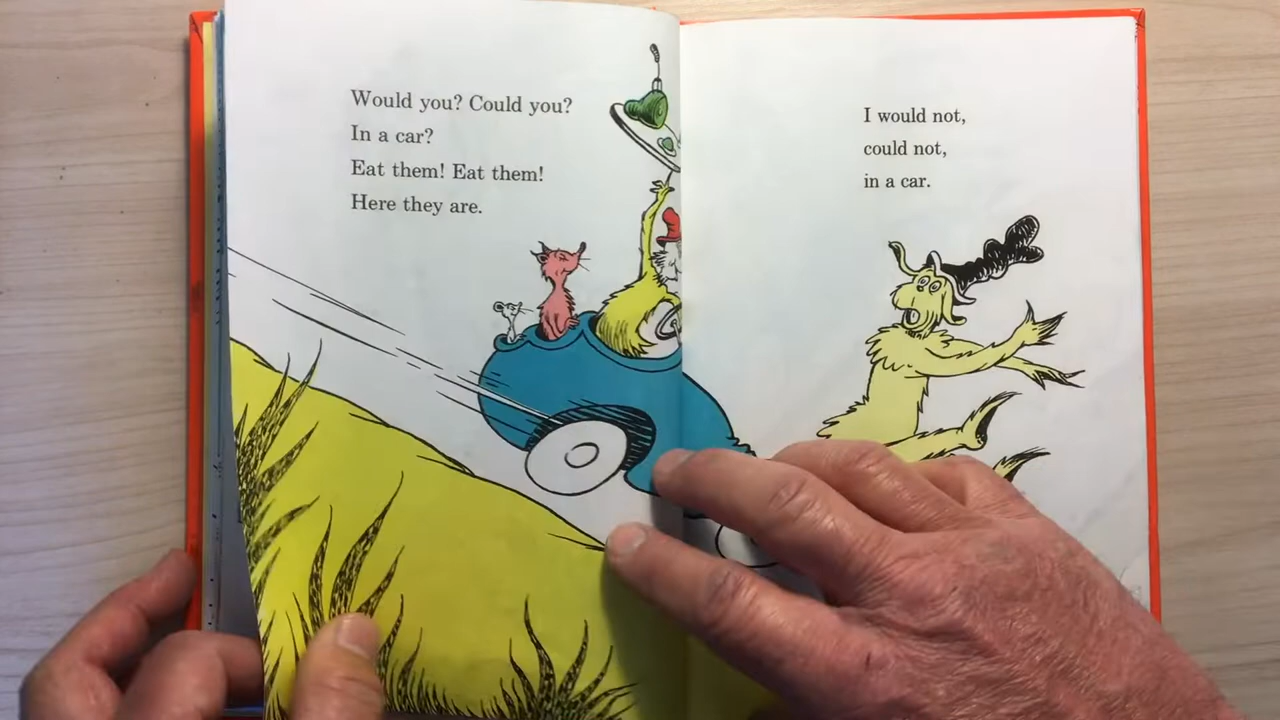 Would you? Could you?
In a car?
Eat them! Eat them!
Here they are.
I would not,
could not,
in a car.